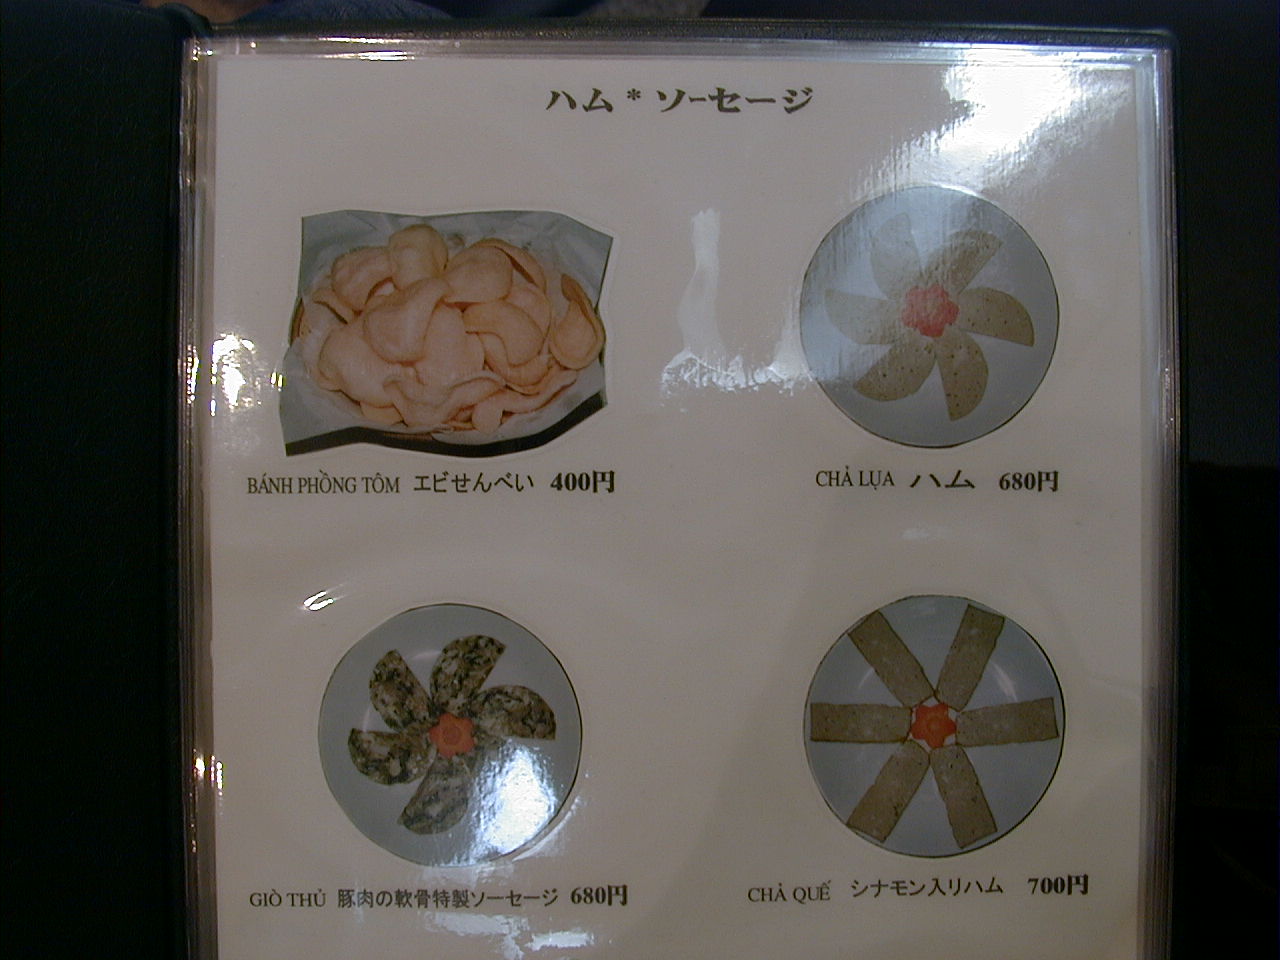 ハム * ソーセージ
BÁNH PHỒNG TÔM エビせんべい 400円
CHẢ LỤA ハム 680円
GIÒ THỦ 豚肉の軟骨特製ソーセージ 680円
CHẢ QUẾ シナモン入りハム 700円